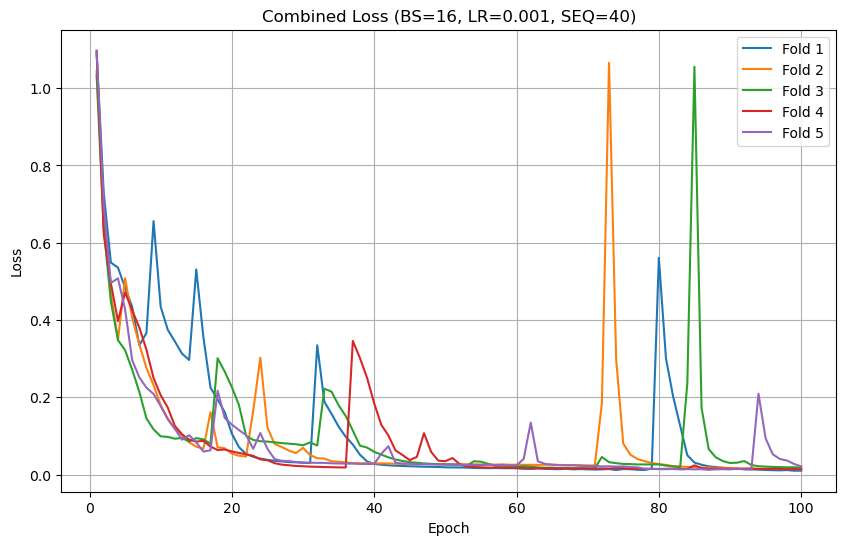 Combined Loss (BS=16, LR=0.001, SEQ=40)
Fold 1
Fold 2
Fold 3
Fold 4
Fold 5
Loss
1.0
0.8
0.6
0.4
0.2
0.0
0 20 40 60 80 100
Epoch